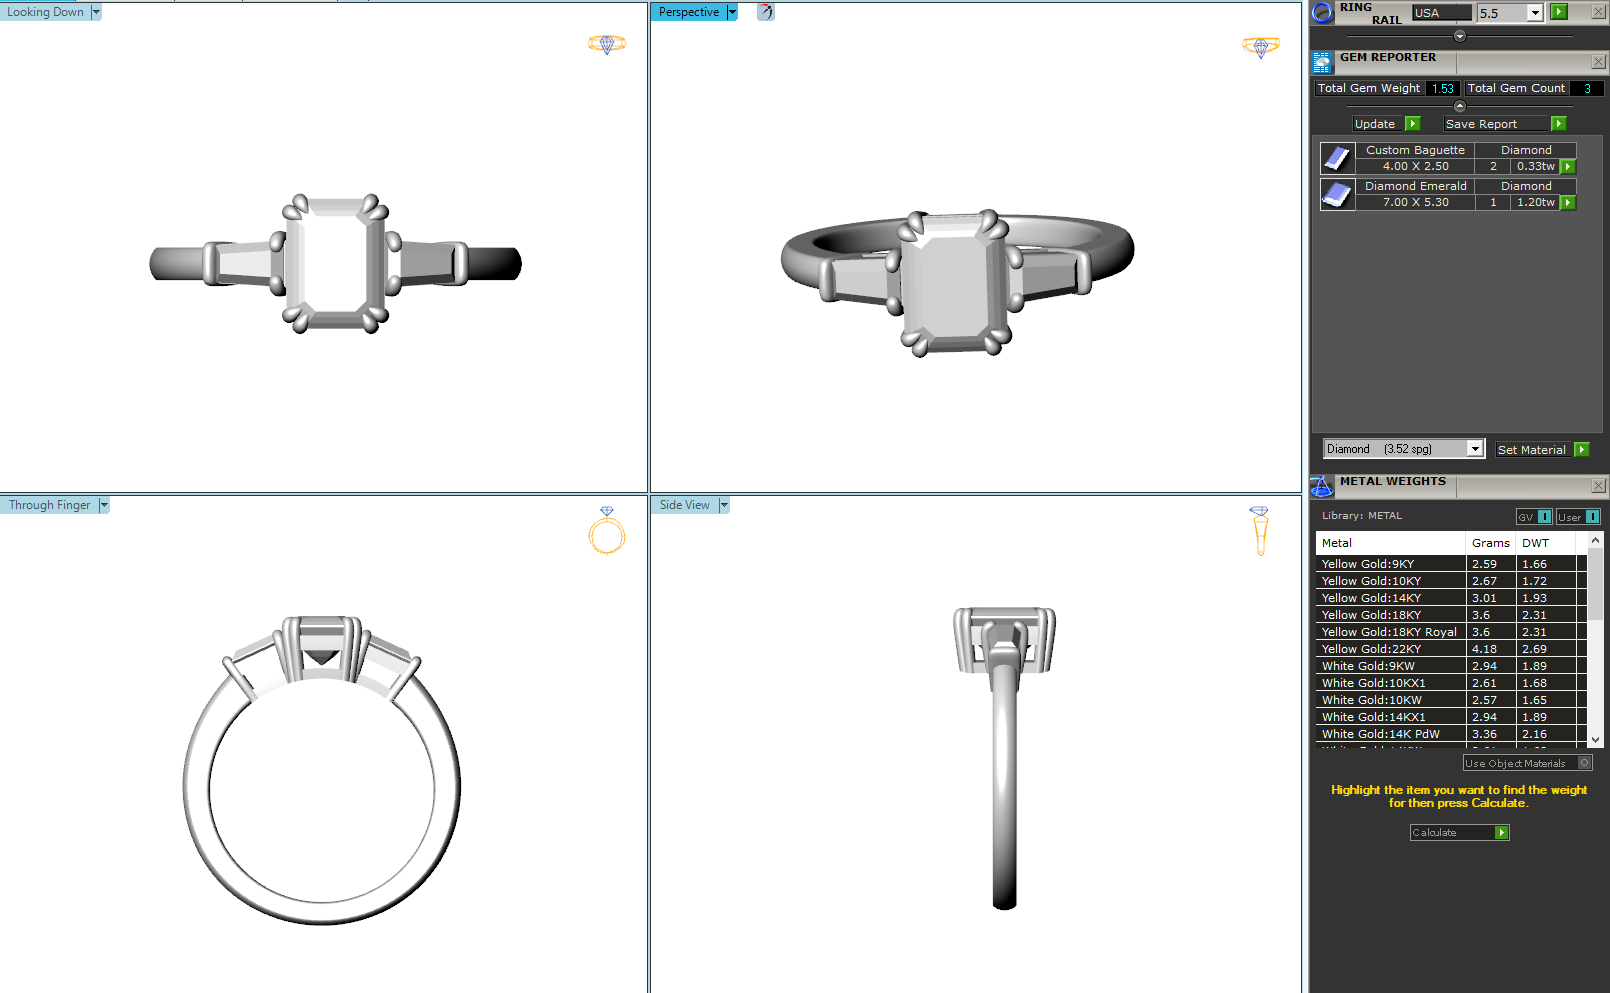 Looking Down
Perspective
Through Finger
Side View
RING
RAIL
USA
5.5
GEM REPORTER
Total Gem Weight 1.53 Total Gem Count 3
Update Save Report
Custom Baguette Diamond
4.00 X 2.50 2 0.33tw
Diamond Emerald Diamond
7.00 X 5.30 1 1.20tw
Diamond (3.52 spg) Set Material
METAL WEIGHTS
Library: METAL GV I User I
Metal Grams DWT
Yellow Gold:9KY 2.59 1.66
Yellow Gold:10KY 2.67 1.72
Yellow Gold:14KY 3.01 1.93
Yellow Gold:18KY 3.6 2.31
Yellow Gold:18KY Royal 3.6 2.31
Yellow Gold:22KY 4.18 2.69
White Gold:9KW 2.94 1.89
White Gold:10KX1 2.61 1.68
White Gold:10KW 2.57 1.65
White Gold:14KX1 2.94 1.89
White Gold:14K PdW 3.36 2.16
Use Object Materials
Highlight the item you want to find the weight
for then press Calculate.
Calculate